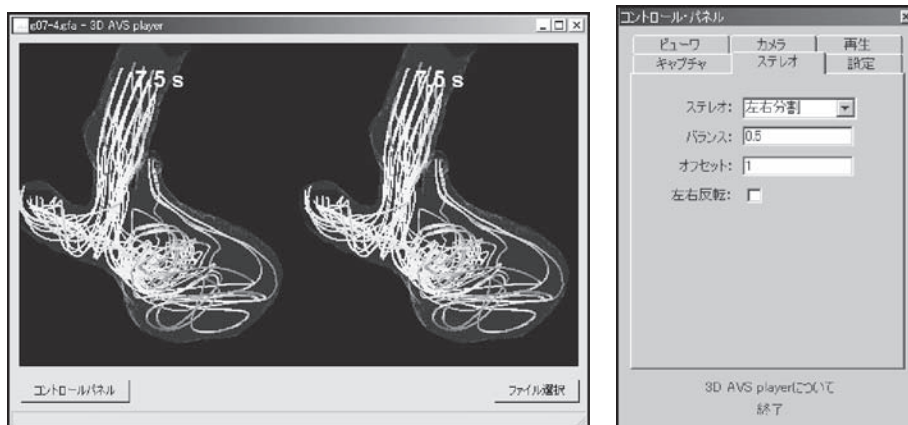 g07-4.gfa - 3D AVS player
7.5 s
7.5 s
コントロールパネル
ファイル選択
コントロール・パネル
ビューワ
カメラ
再生
キャプチャ
ステレオ
設定
ステレオ: 左右分割
バランス: 0.5
オフセット: 1
左右反転:
3D AVS playerについて
終了